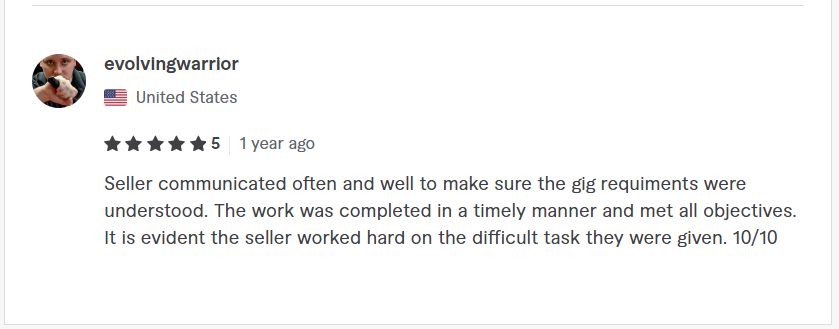 evolvingwarrior
United States
5 1 year ago
Seller communicated often and well to make sure the gig requiments were
understood. The work was completed in a timely manner and met all objectives.
It is evident the seller worked hard on the difficult task they were given. 10/10